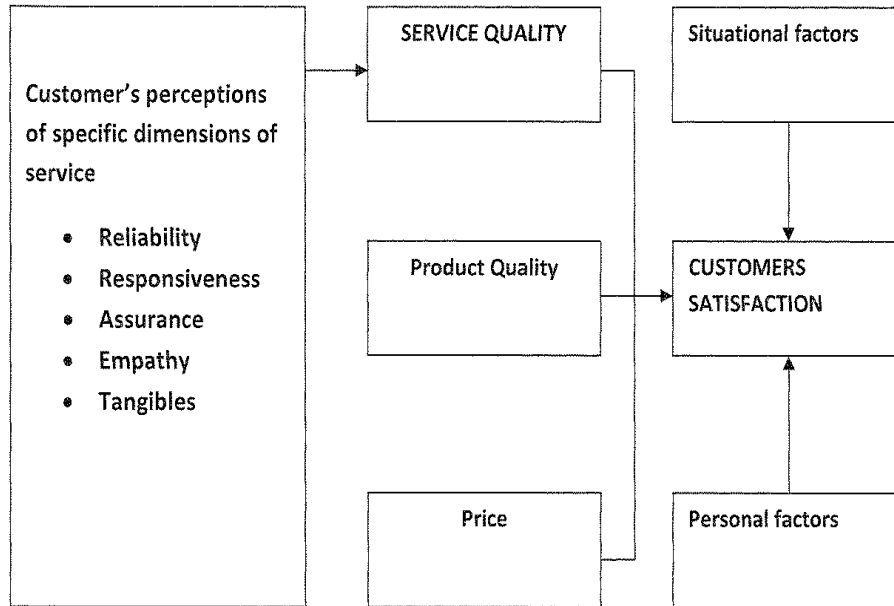 Customer's perceptions
of specific dimensions of
service
• Reliability
• Responsiveness
• Assurance
• Empathy
• Tangibles
SERVICE QUALITY
Product Quality
Price
Situational factors
CUSTOMERS
SATISFACTION
Personal factors